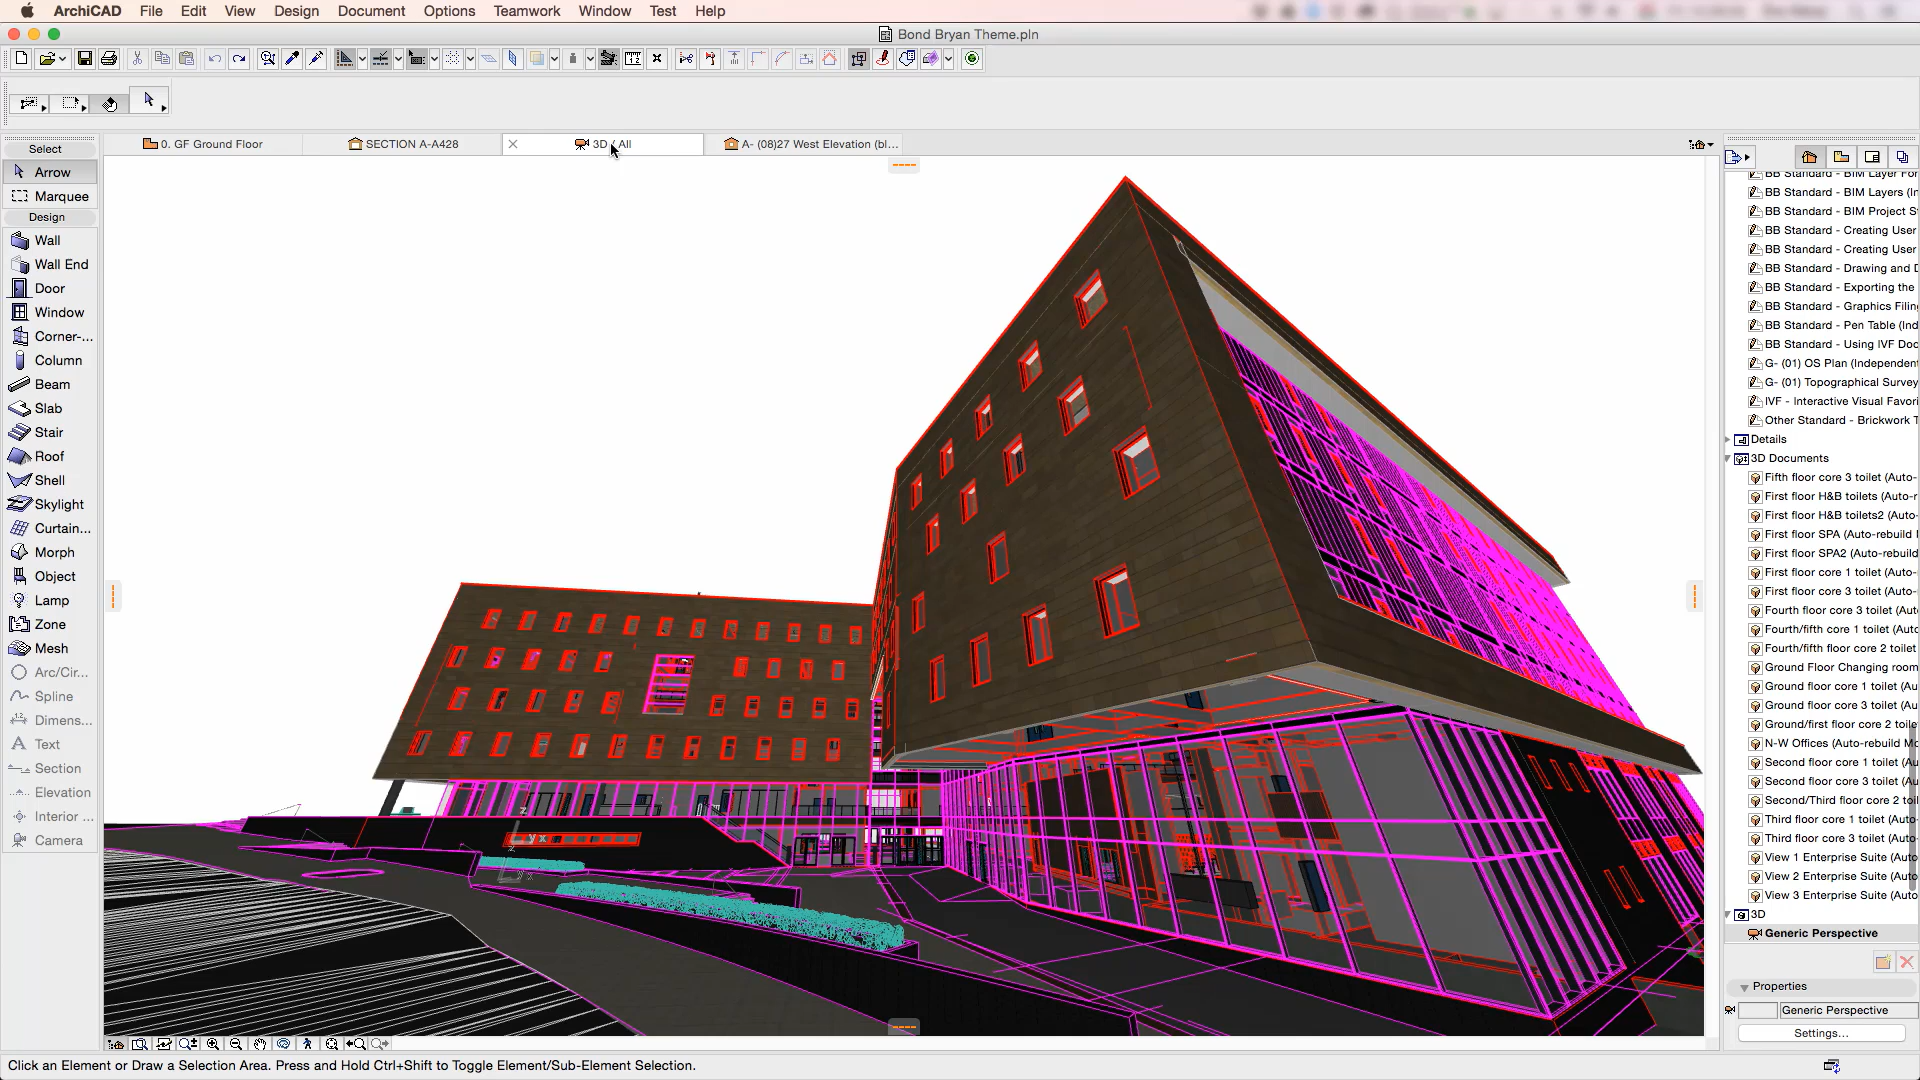 ArchiCAD File Edit View Design Document Options Teamwork Window Test Help
Bond Bryan Theme.pln
0. GF Ground Floor
SECTION A-A428
3D / All
A- (08)27 West Elevation (bl...
Select
Arrow
Marquee
Design
Wall
Wall End
Door
Window
Corner-...
Column
Beam
Slab
Stair
Roof
Shell
Skylight
Curtain...
Morph
Object
Lamp
Zone
Mesh
Arc/Cir...
Spline
Dimens...
Text
Section
Elevation
Interior ...
Camera
BB Standard - BIM Layer For
BB Standard - BIM Layers (In
BB Standard - BIM Project S
BB Standard - Creating User
BB Standard - Creating User
BB Standard - Drawing and D
BB Standard - Exporting the
BB Standard - Graphics Filin
BB Standard - Pen Table (Ind
BB Standard - Using IVF Doc
G- (01) OS Plan (Independent
G- (01) Topographical Survey
IVF - Interactive Visual Favori
Other Standard - Brickwork T
Details
3D Documents
Fifth floor core 3 toilet (Auto-
First floor H&B toilets (Auto-r
First floor H&B toilets2 (Auto
First floor SPA (Auto-rebuild
First floor SPA2 (Auto-rebuild
First floor core 1 toilet (Auto-
First floor core 3 toilet (Auto-
Fourth floor core 3 toilet (Au
Fourth/fifth core 1 toilet (Au
Fourth/fifth core 2 toilet
Ground Floor Changing room
Ground floor core 1 toilet (Au
Ground floor core 3 toilet (Au
Ground/first floor core 2 toil
N-W Offices (Auto-rebuild Mo
Second floor core 1 toilet (Au
Second floor core 3 toilet (Au
Second/Third floor core 2 toil
Third floor core 1 toilet (Auto
Third floor core 3 toilet (Auto
View 1 Enterprise Suite (Auto
View 2 Enterprise Suite (Auto
View 3 Enterprise Suite (Auto
3D
Generic Perspective
Properties
Generic Perspective
Settings...
z
y x
Click an Element or Draw a Selection Area. Press and Hold Ctrl+Shift to Toggle Element/Sub-Element Selection.